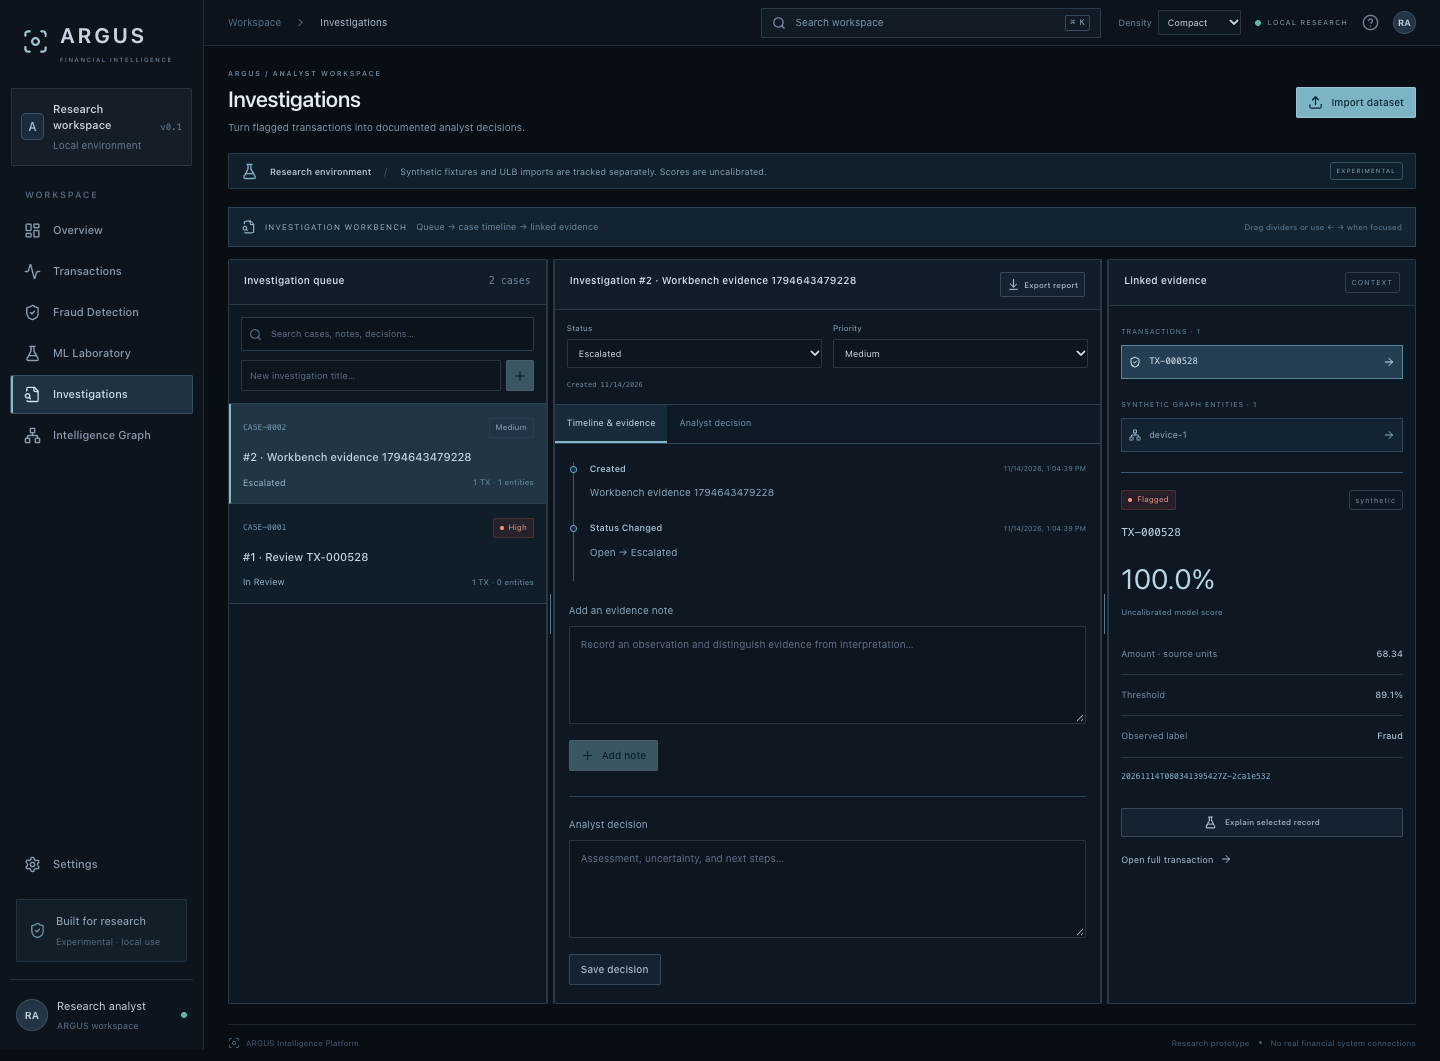 ARGUS
FINANCIAL INTELLIGENCE
A
Research workspace
v0.1
Local environment
WORKSPACE
Overview
Transactions
Fraud Detection
ML Laboratory
Investigations
Intelligence Graph
Settings
Built for research
Experimental · local use
RA
Research analyst
ARGUS workspace
Workspace > Investigations
Search workspace
⌘ K
Density
Compact
LOCAL RESEARCH
RA
ARGUS / ANALYST WORKSPACE
Investigations
Turn flagged transactions into documented analyst decisions.
Import dataset
Research environment / Synthetic fixtures and ULB imports are tracked separately. Scores are uncalibrated.
EXPERIMENTAL
INVESTIGATION WORKBENCH Queue → case timeline → linked evidence
Drag dividers or use ← → when focused
Investigation queue
2 cases
Search cases, notes, decisions...
New investigation title...
CASE-0002
Medium
#2 · Workbench evidence 1794643479228
Escalated
1 TX · 1 entities
CASE-0001
High
#1 · Review TX-000528
In Review
1 TX · 0 entities
Investigation #2 · Workbench evidence 1794643479228
Export report
Status
Escalated
Priority
Medium
Created 11/14/2026
Timeline & evidence
Analyst decision
Created
11/14/2026, 1:04:39 PM
Workbench evidence 1794643479228
Status Changed
11/14/2026, 1:04:39 PM
Open → Escalated
Add an evidence note
Record an observation and distinguish evidence from interpretation...
Add note
Analyst decision
Assessment, uncertainty, and next steps...
Save decision
Linked evidence
CONTEXT
TRANSACTIONS · 1
TX-000528
SYNTHETIC GRAPH ENTITIES · 1
device-1
Flagged
synthetic
TX-000528
100.0%
Uncalibrated model score
Amount · source units
68.34
Threshold
89.1%
Observed label
Fraud
20261114T080341395427Z-2ca1e532
Explain selected record
Open full transaction →
ARGUS Intelligence Platform
Research prototype • No real financial system connections